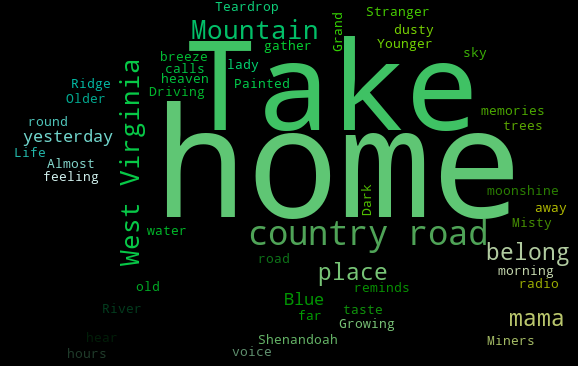 Teardrop
Stranger
Mountain
Grand
dusty
Take
gather
Younger
breeze
lady
sky
calls
heaven
Painted
Ridge
Driving
Older
West Virginia
home
memories
round
trees
yesterday
Life
Almost
feeling
Dark
moonshine
away
Misty
water
country road
belong
road
place
morning
old
reminds
radio
Blue
River
far
taste
mama
Growing
hear
Shenandoah
Miners
hours
voice